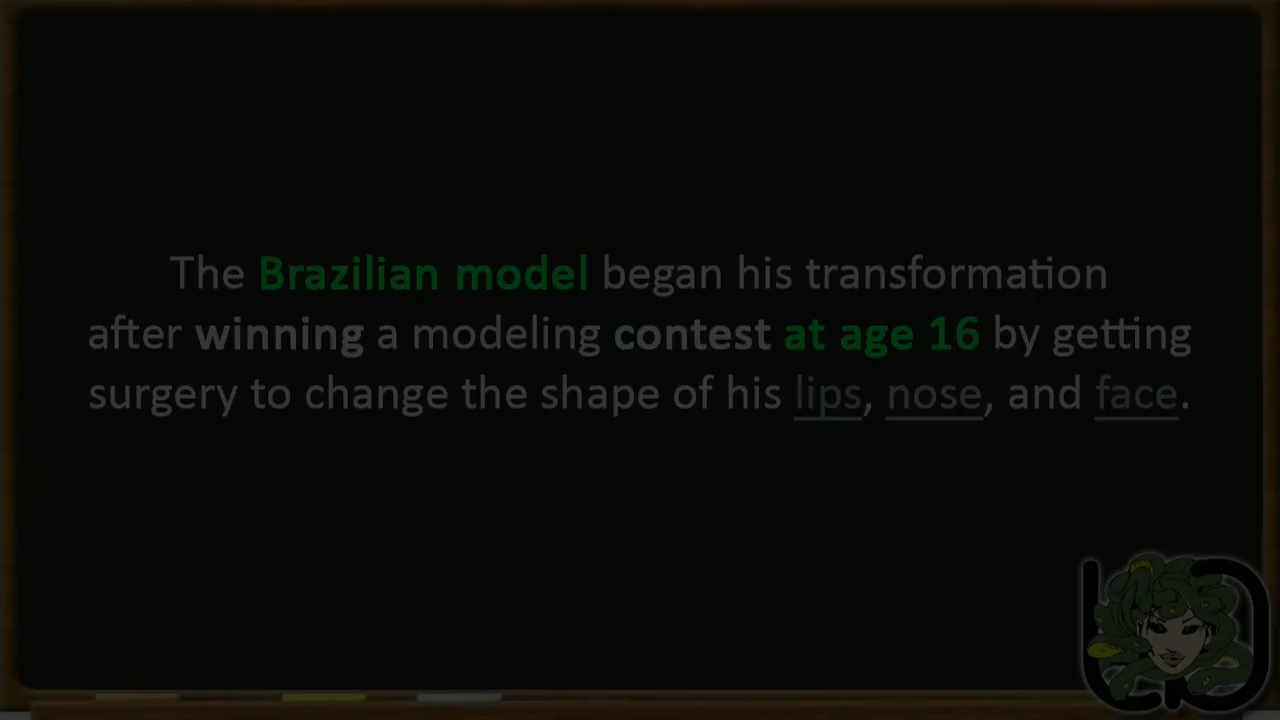 The Brazilian model began his transformation
after winning a modeling contest at age 16 by getting
surgery to change the shape of his lips, nose, and face.